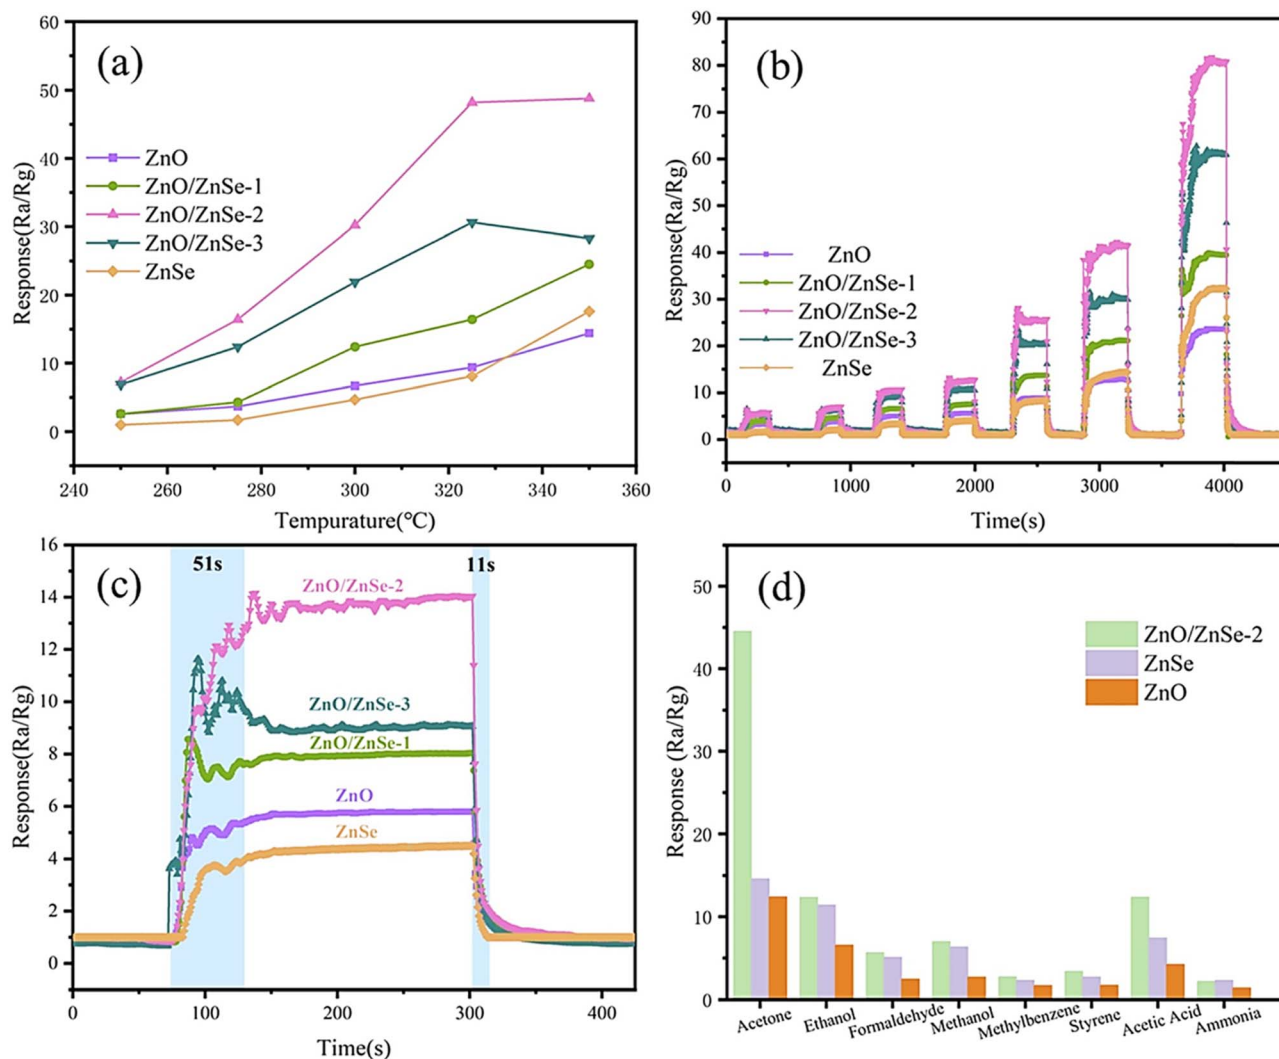 (a)
Response(Ra/Rg)
60
50
40
30
20
10
0
ZnO
ZnO/ZnSe-1
ZnO/ZnSe-2
ZnO/ZnSe-3
ZnSe
240 260 280 300 320 340 360
Tempurature(°C)
(b)
Response(Ra/Rg)
90
80
70
60
50
40
30
20
10
0
ZnO
ZnO/ZnSe-1
ZnO/ZnSe-2
ZnO/ZnSe-3
ZnSe
0 1000 2000 3000 4000
Time(s)
(c)
51s
11s
Response(Ra/Rg)
16
14
12
10
8
6
4
2
0
ZnO/ZnSe-2
ZnO/ZnSe-3
ZnO/ZnSe-1
ZnO
ZnSe
0 100 200 300 400
Time(s)
(d)
Response (Ra/Rg)
50
40
30
20
10
0
ZnO/ZnSe-2
ZnSe
ZnO
Acetone Ethanol Formaldehyde Methanol Methylbenzene Styrene Acetic Acid Ammonia